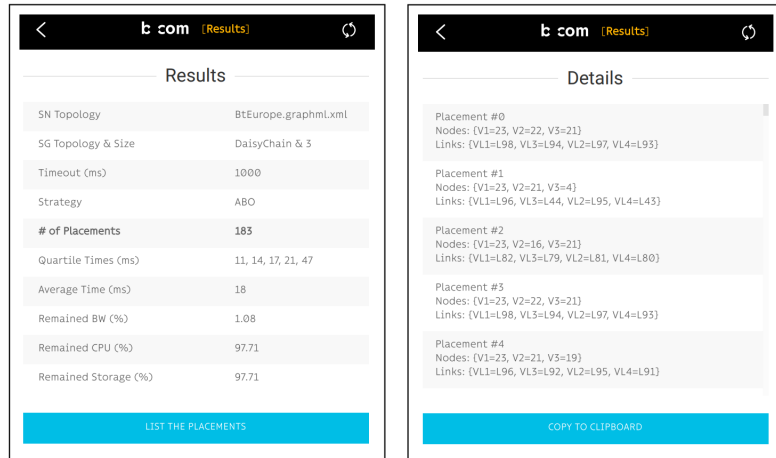 b com [Results]
Results
SN Topology BtEurope.graphml.xml
SG Topology & Size DaisyChain & 3
Timeout (ms) 1000
Strategy ABO
# of Placements 183
Quartile Times (ms) 11, 14, 17, 21, 47
Average Time (ms) 18
Remained BW (%) 1.08
Remained CPU (%) 97.71
Remained Storage (%) 97.71
LIST THE PLACEMENTS
b com [Results]
Details
Placement #0
Nodes: {V1=23, V2=22, V3=21}
Links: {VL1=L98, VL3=L94, VL2=L97, VL4=L93}
Placement #1
Nodes: {V1=23, V2=21, V3=4}
Links: {VL1=L96, VL3=L44, VL2=L95, VL4=L43}
Placement #2
Nodes: {V1=23, V2=16, V3=21}
Links: {VL1=L82, VL3=L79, VL2=L81, VL4=L80}
Placement #3
Nodes: {V1=23, V2=22, V3=21}
Links: {VL1=L98, VL3=L94, VL2=L97, VL4=L93}
Placement #4
Nodes: {V1=23, V2=21, V3=19}
Links: {VL1=L96, VL3=L92, VL2=L95, VL4=L91}
COPY TO CLIPBOARD